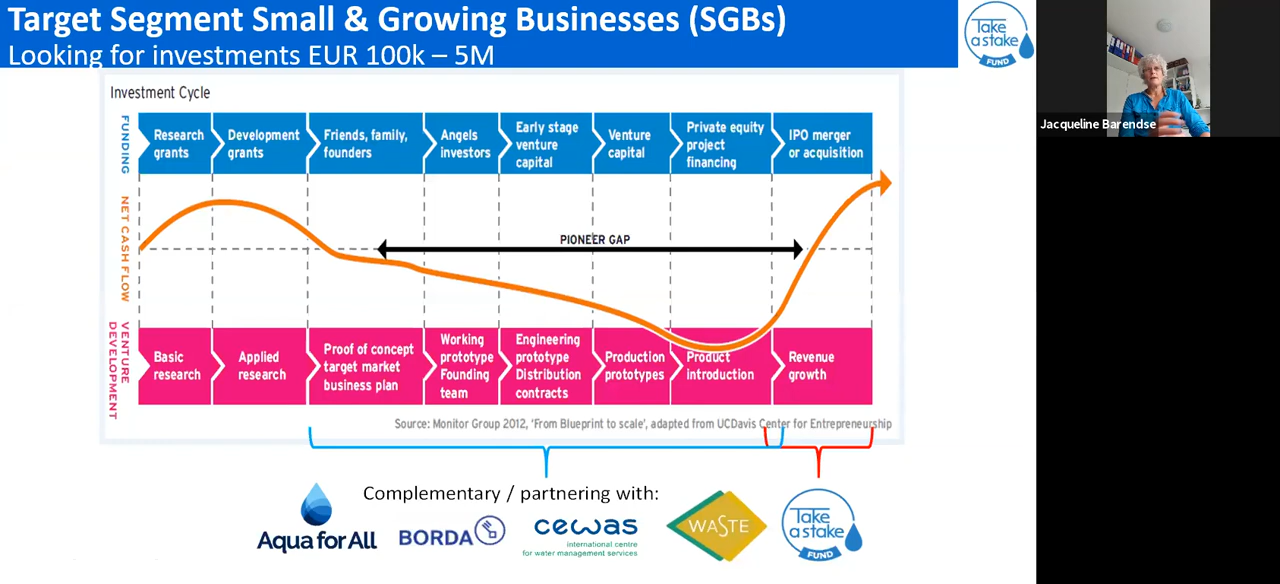 Target Segment Small & Growing Businesses (SGBs)
Looking for investments EUR 100k – 5M
Take
a stake
FUND
Jacqueline Barendse
Investment Cycle
FUNDING
Research
grants
Development
grants
Friends, family,
founders
Angels
investors
Early stage
venture
capital
Venture
capital
Private equity
project
financing
IPO merger
or acquisition
NET CASH FLOW
PIONEER GAP
VENTURE
DEVELOPMENT
Basic
research
Applied
research
Proof of concept
target market
business plan
Working
prototype
Founding
team
Engineering
prototype
Distribution
contracts
Production
prototypes
Product
introduction
Revenue
growth
Source: Monitor Group 2012, 'From Blueprint to scale', adapted from UCDavis Center for Entrepreneurship
Complementary / partnering with:
Aqua for All
BORDA
cewas
international centre
for water management services
WASTE
Take
a stake
FUND